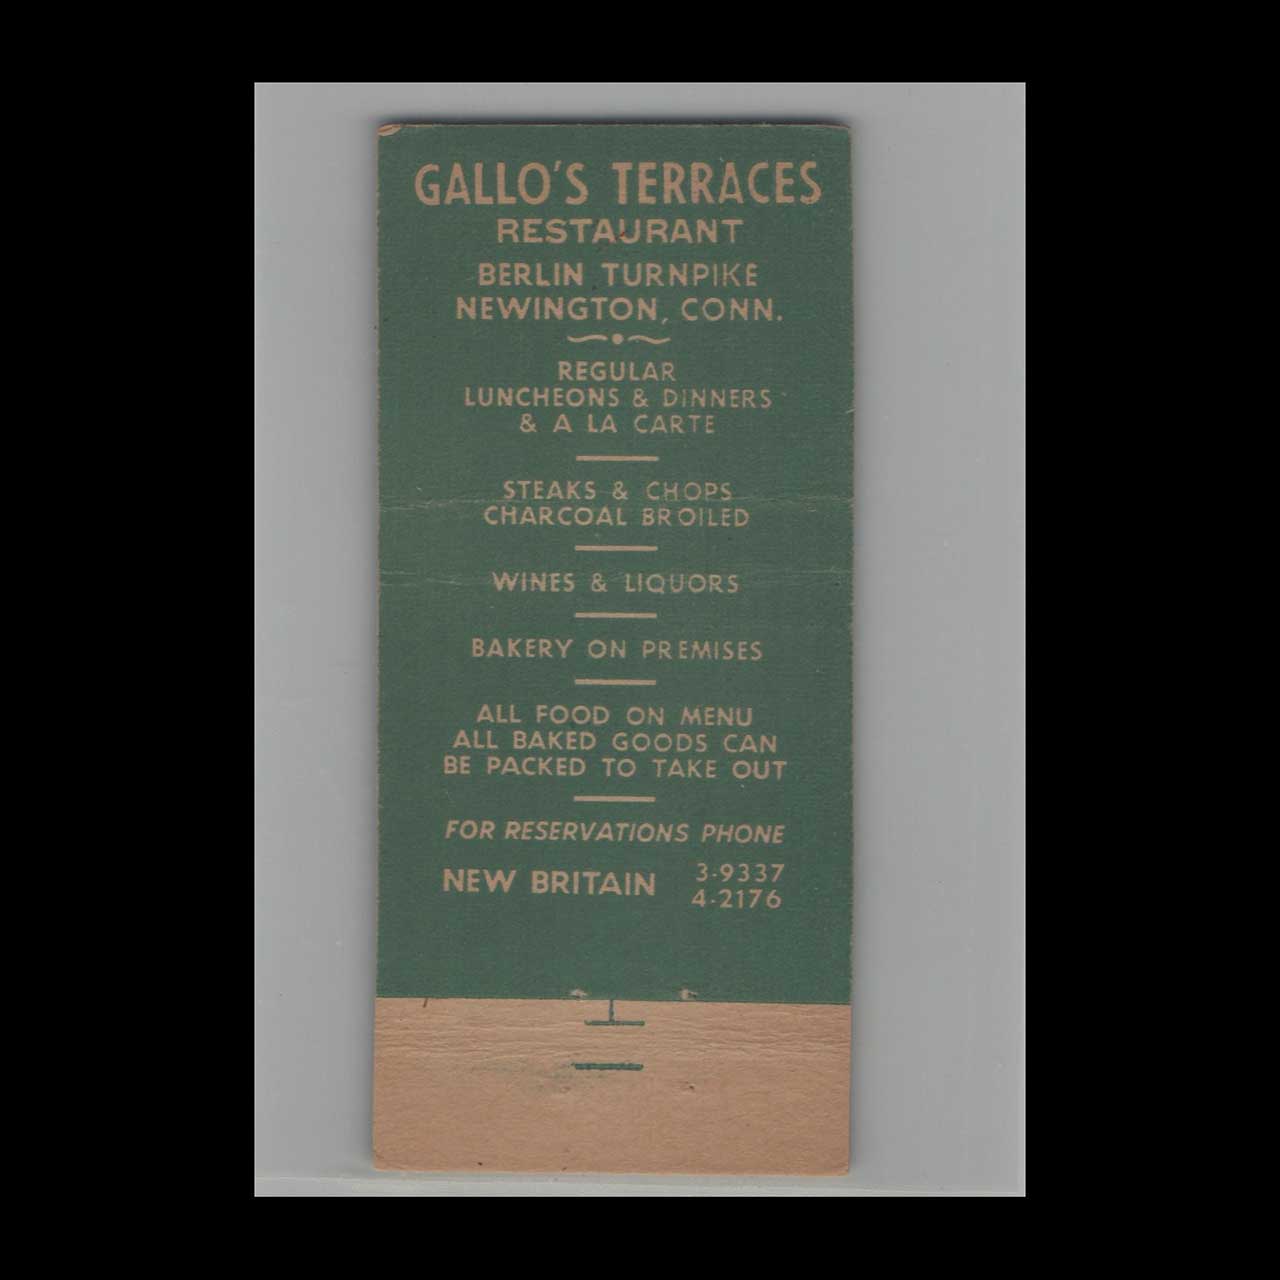 GALLO'S TERRACES
RESTAURANT
BERLIN TURNPIKE
NEWINGTON, CONN.
REGULAR
LUNCHEONS & DINNERS
& A LA CARTE
STEAKS & CHOPS
CHARCOAL BROILED
WINES & LIQUORS
BAKERY ON PREMISES
ALL FOOD ON MENU
ALL BAKED GOODS CAN
BE PACKED TO TAKE OUT
FOR RESERVATIONS PHONE
NEW BRITAIN 3-9337
4-2176